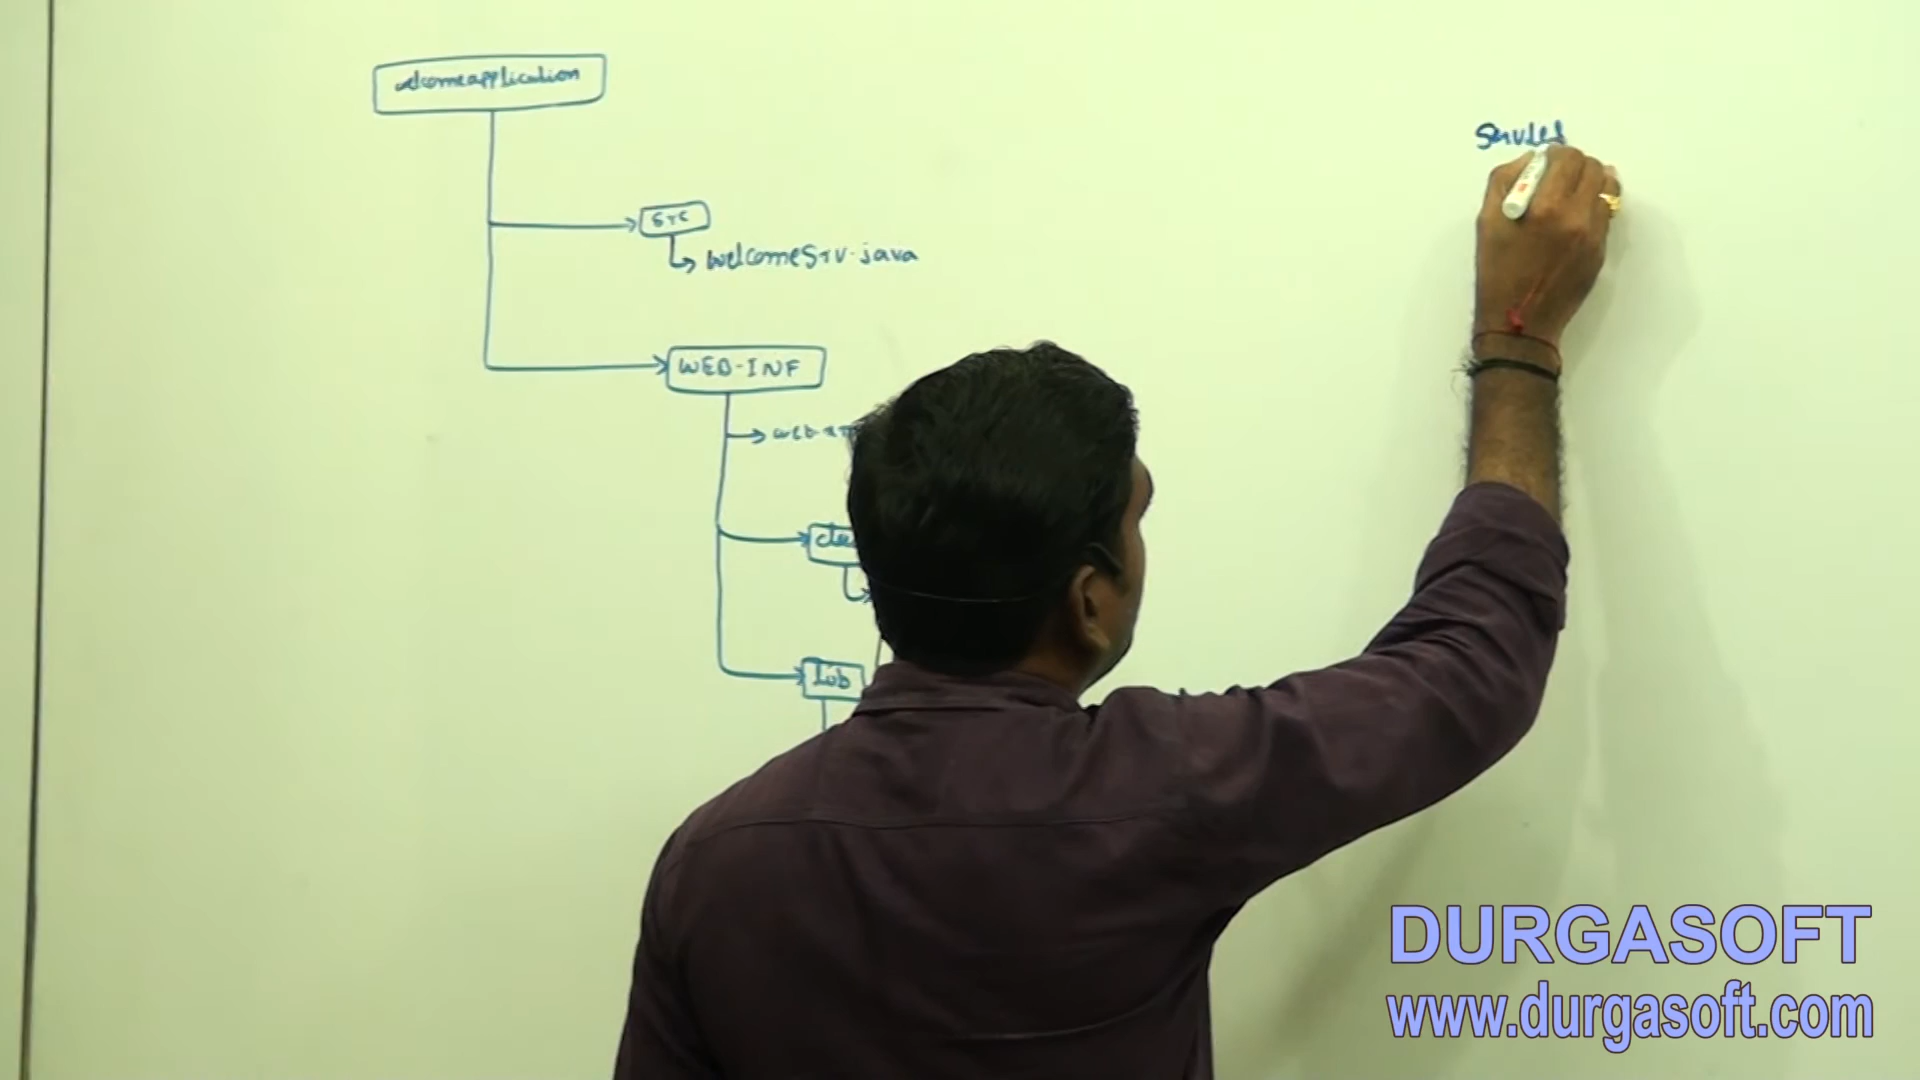 welcomeapplication
src
welcomeSrv.java
WEB-INF
lib
Servlet
DURGASOFT
www.durgasoft.com